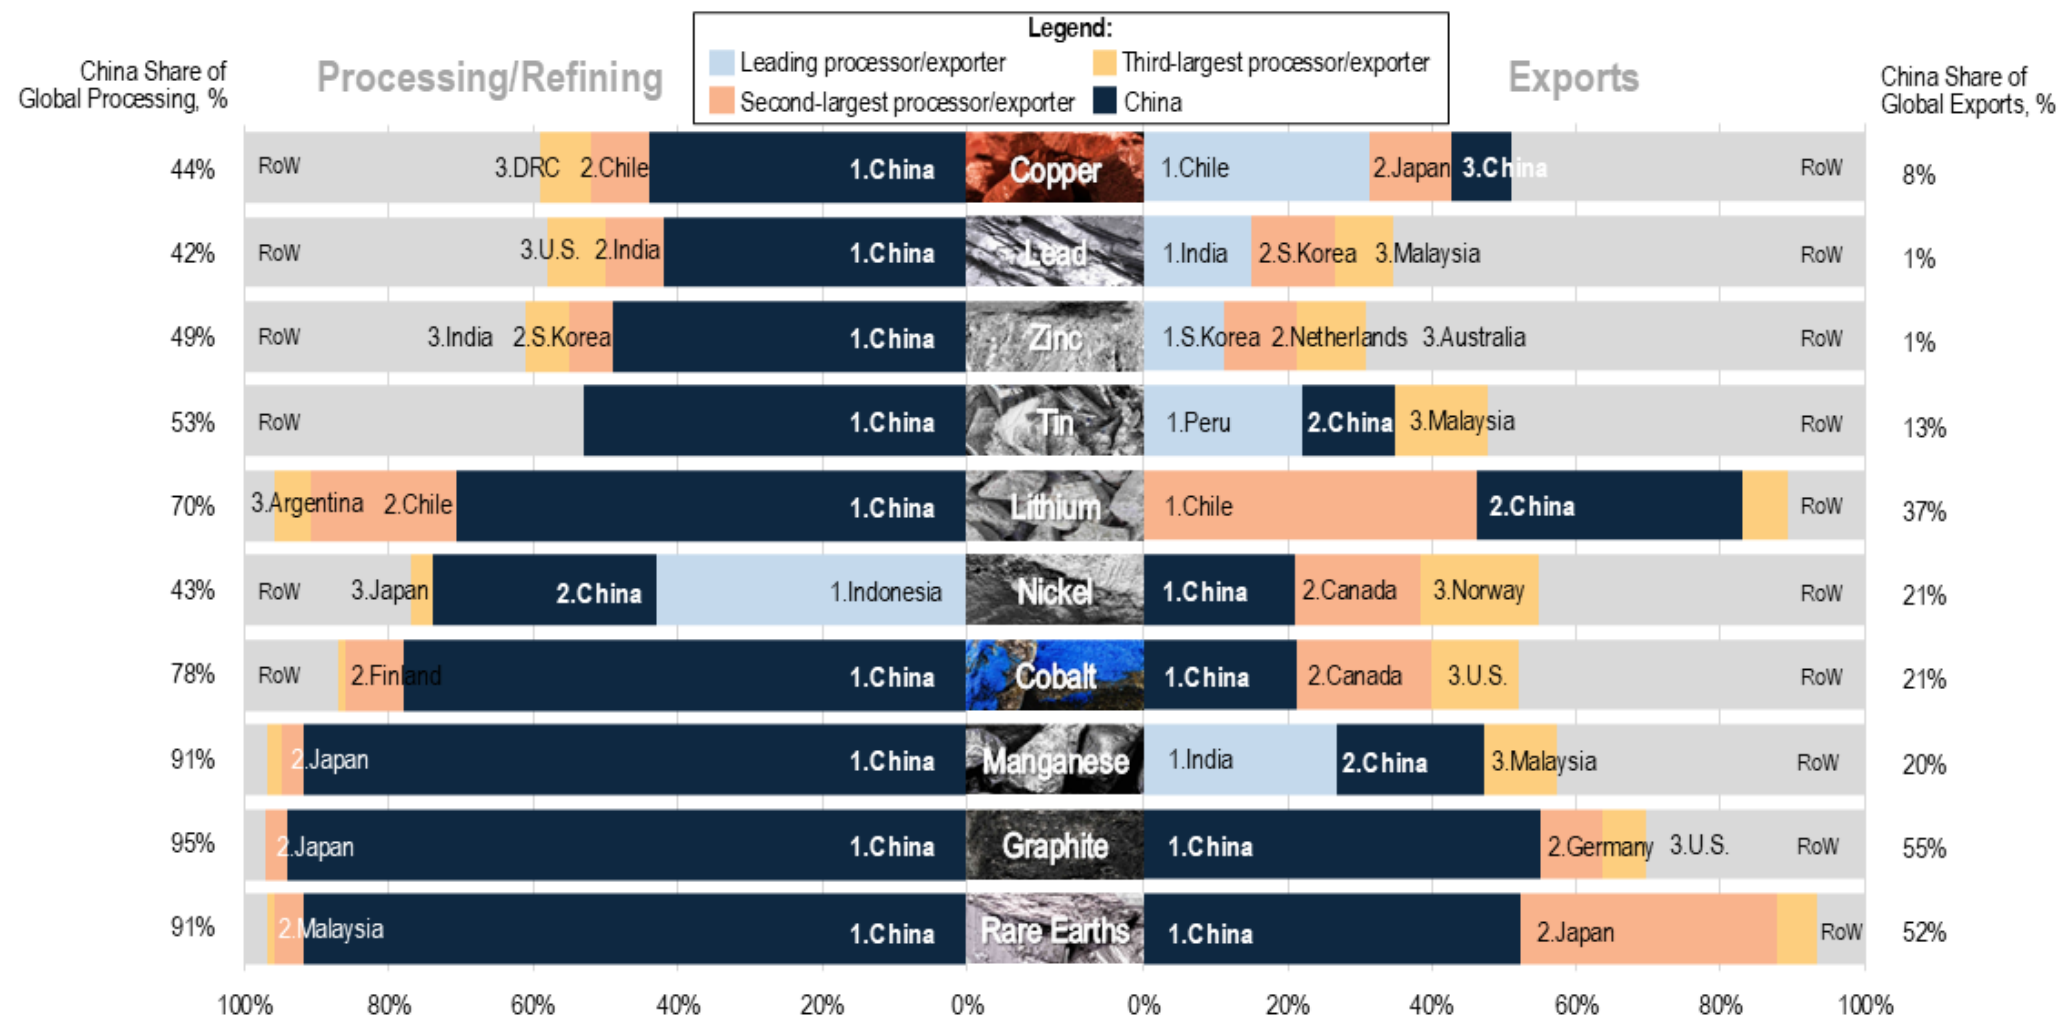 Legend:
Leading processor/exporter
Third-largest processor/exporter
Second-largest processor/exporter
China
China Share of
Global Processing, %
Processing/Refining
Exports
China Share of
Global Exports, %
44% RoW 3.DRC 2.Chile 1.China Copper 1.Chile 2.Japan 3.China RoW 8%
42% RoW 3.U.S. 2.India 1.China Lead 1.India 2.S.Korea 3.Malaysia RoW 1%
49% RoW 3.India 2.S.Korea 1.China Zinc 1.S.Korea 2.Netherlands 3.Australia RoW 1%
53% RoW 1.China Tin 1.Peru 2.China 3.Malaysia RoW 13%
70% 3.Argentina 2.Chile 1.China Lithium 1.Chile 2.China RoW 37%
43% RoW 3.Japan 2.China 1.Indonesia Nickel 1.China 2.Canada 3.Norway RoW 21%
78% RoW 2.Finland 1.China Cobalt 1.China 2.Canada 3.U.S. RoW 21%
91% 2.Japan 1.China Manganese 1.India 2.China 3.Malaysia RoW 20%
95% 2.Japan 1.China Graphite 1.China 2.Germany 3.U.S. RoW 55%
91% 2.Malaysia 1.China Rare Earths 1.China 2.Japan RoW 52%
100% 80% 60% 40% 20% 0% 0% 20% 40% 60% 80% 100%